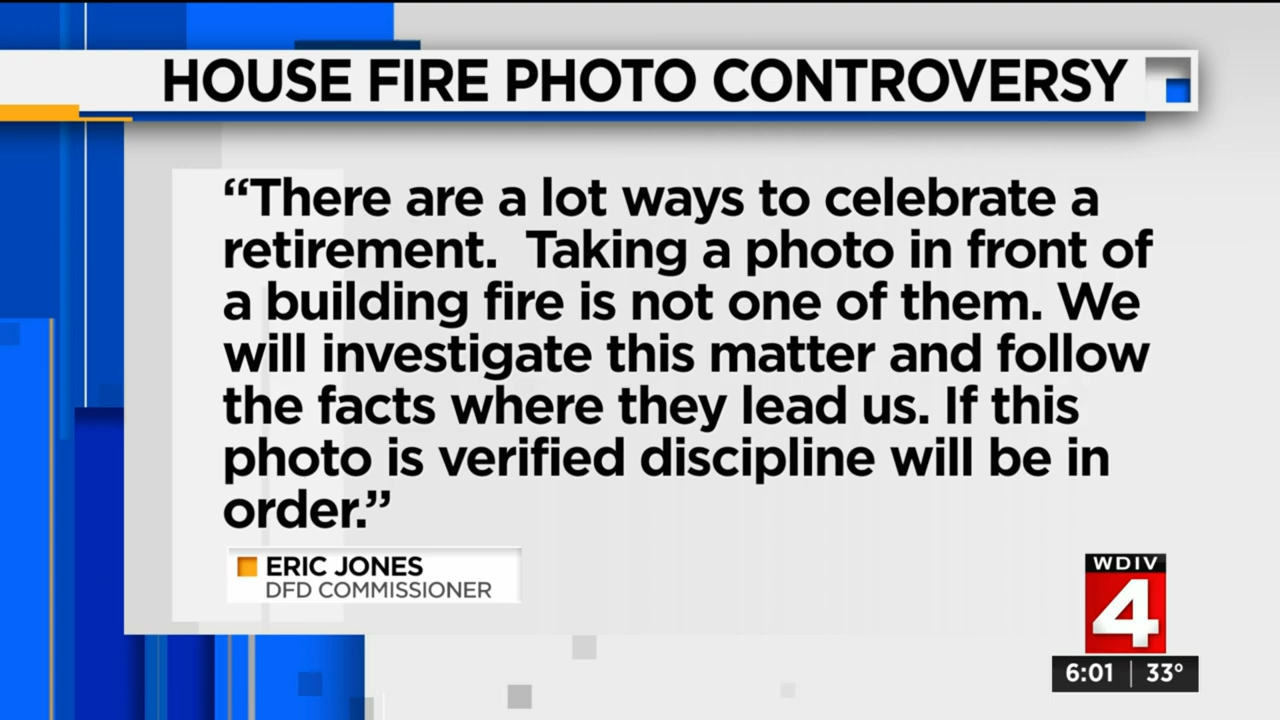 HOUSE FIRE PHOTO CONTROVERSY
“There are a lot ways to celebrate a
retirement.  Taking a photo in front of
a building fire is not one of them. We
will investigate this matter and follow
the facts where they lead us. If this
photo is verified discipline will be in
order.”
ERIC JONES
DFD COMMISSIONER
WDIV
4
6:01 | 33°